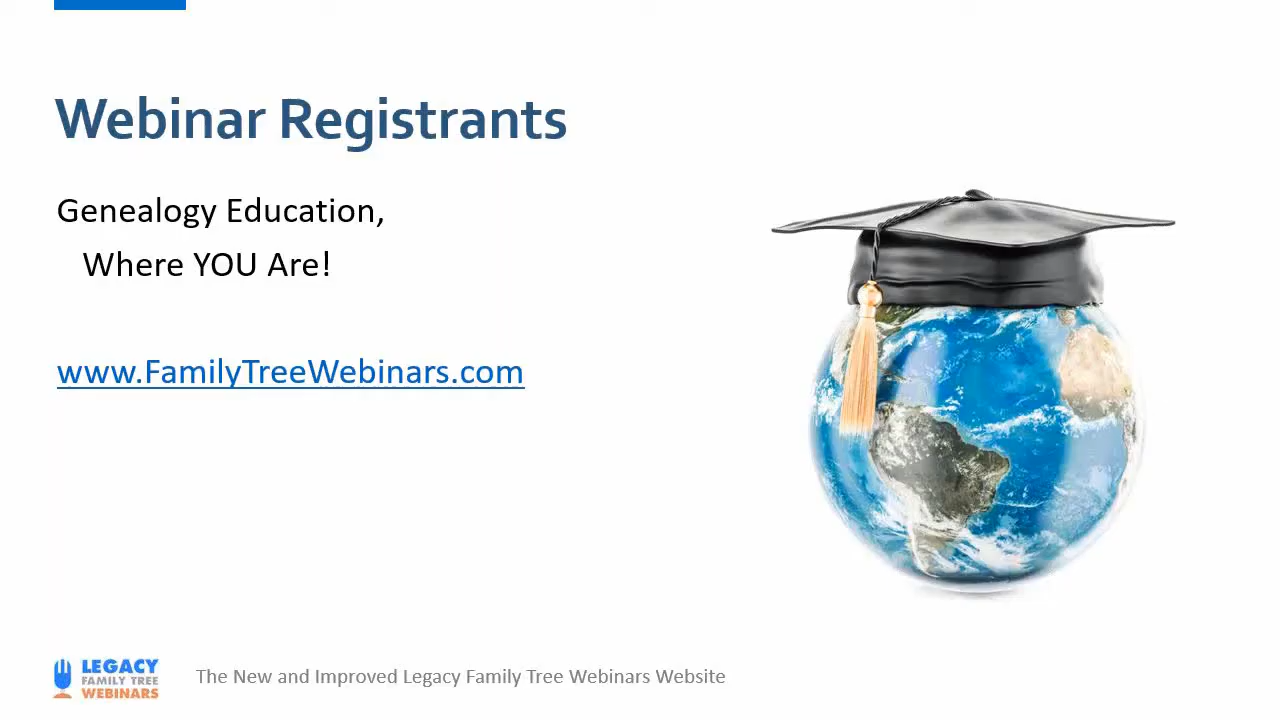 Webinar Registrants
Genealogy Education,
Where YOU Are!
www.FamilyTreeWebinars.com
LEGACY
FAMILY TREE
WEBINARS
The New and Improved Legacy Family Tree Webinars Website